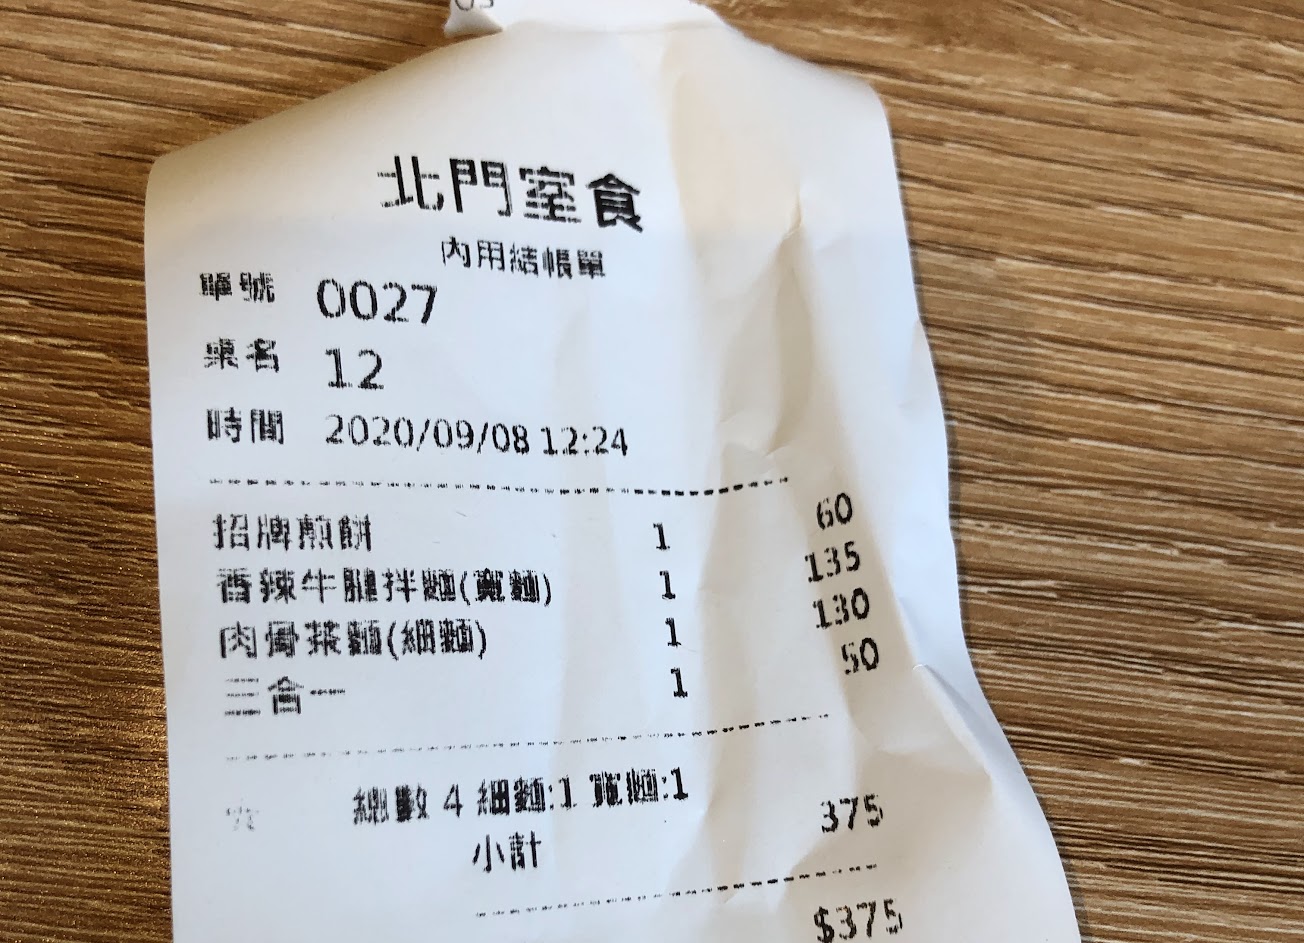 北門室食
內用結帳單
單號 0027
桌名 12
時間 2020/09/08 12:24
招牌煎餅 1 60
香辣牛腱拌麵(寬麵) 1 135
肉骨茶麵(細麵) 1 130
三合一 1 50
總數 4 細麵:1 寬麵:1
小計 375
$375